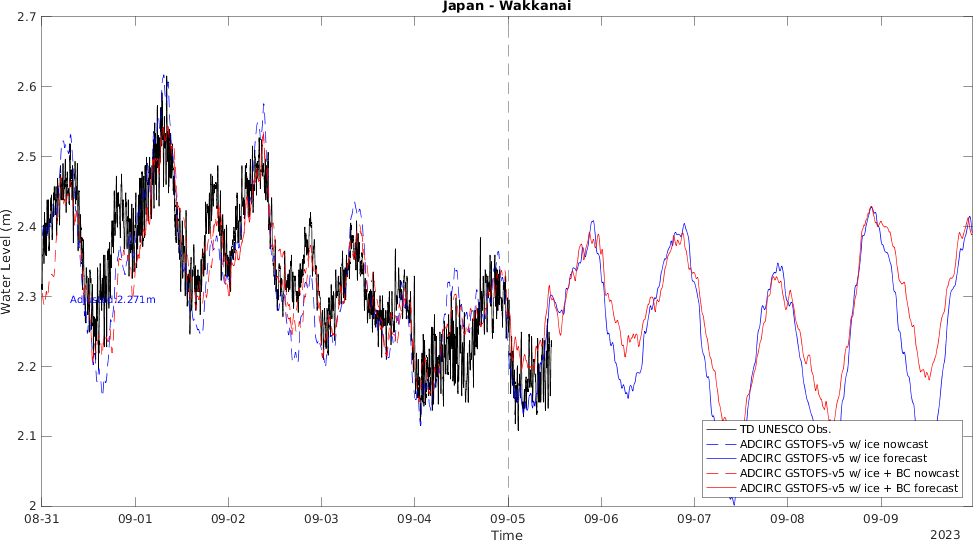 Japan - Wakkanai
2.7
2.6
2.5
2.4
2.3
2.2
2.1
2
Water Level (m)
2.271m
08-31
09-01
09-02
09-03
09-04
09-05
09-06
09-07
09-08
09-09
Time
2023
TD UNESCO Obs.
ADCIRC GSTOFS-v5 w/ ice nowcast
ADCIRC GSTOFS-v5 w/ ice forecast
ADCIRC GSTOFS-v5 w/ ice + BC nowcast
ADCIRC GSTOFS-v5 w/ ice + BC forecast